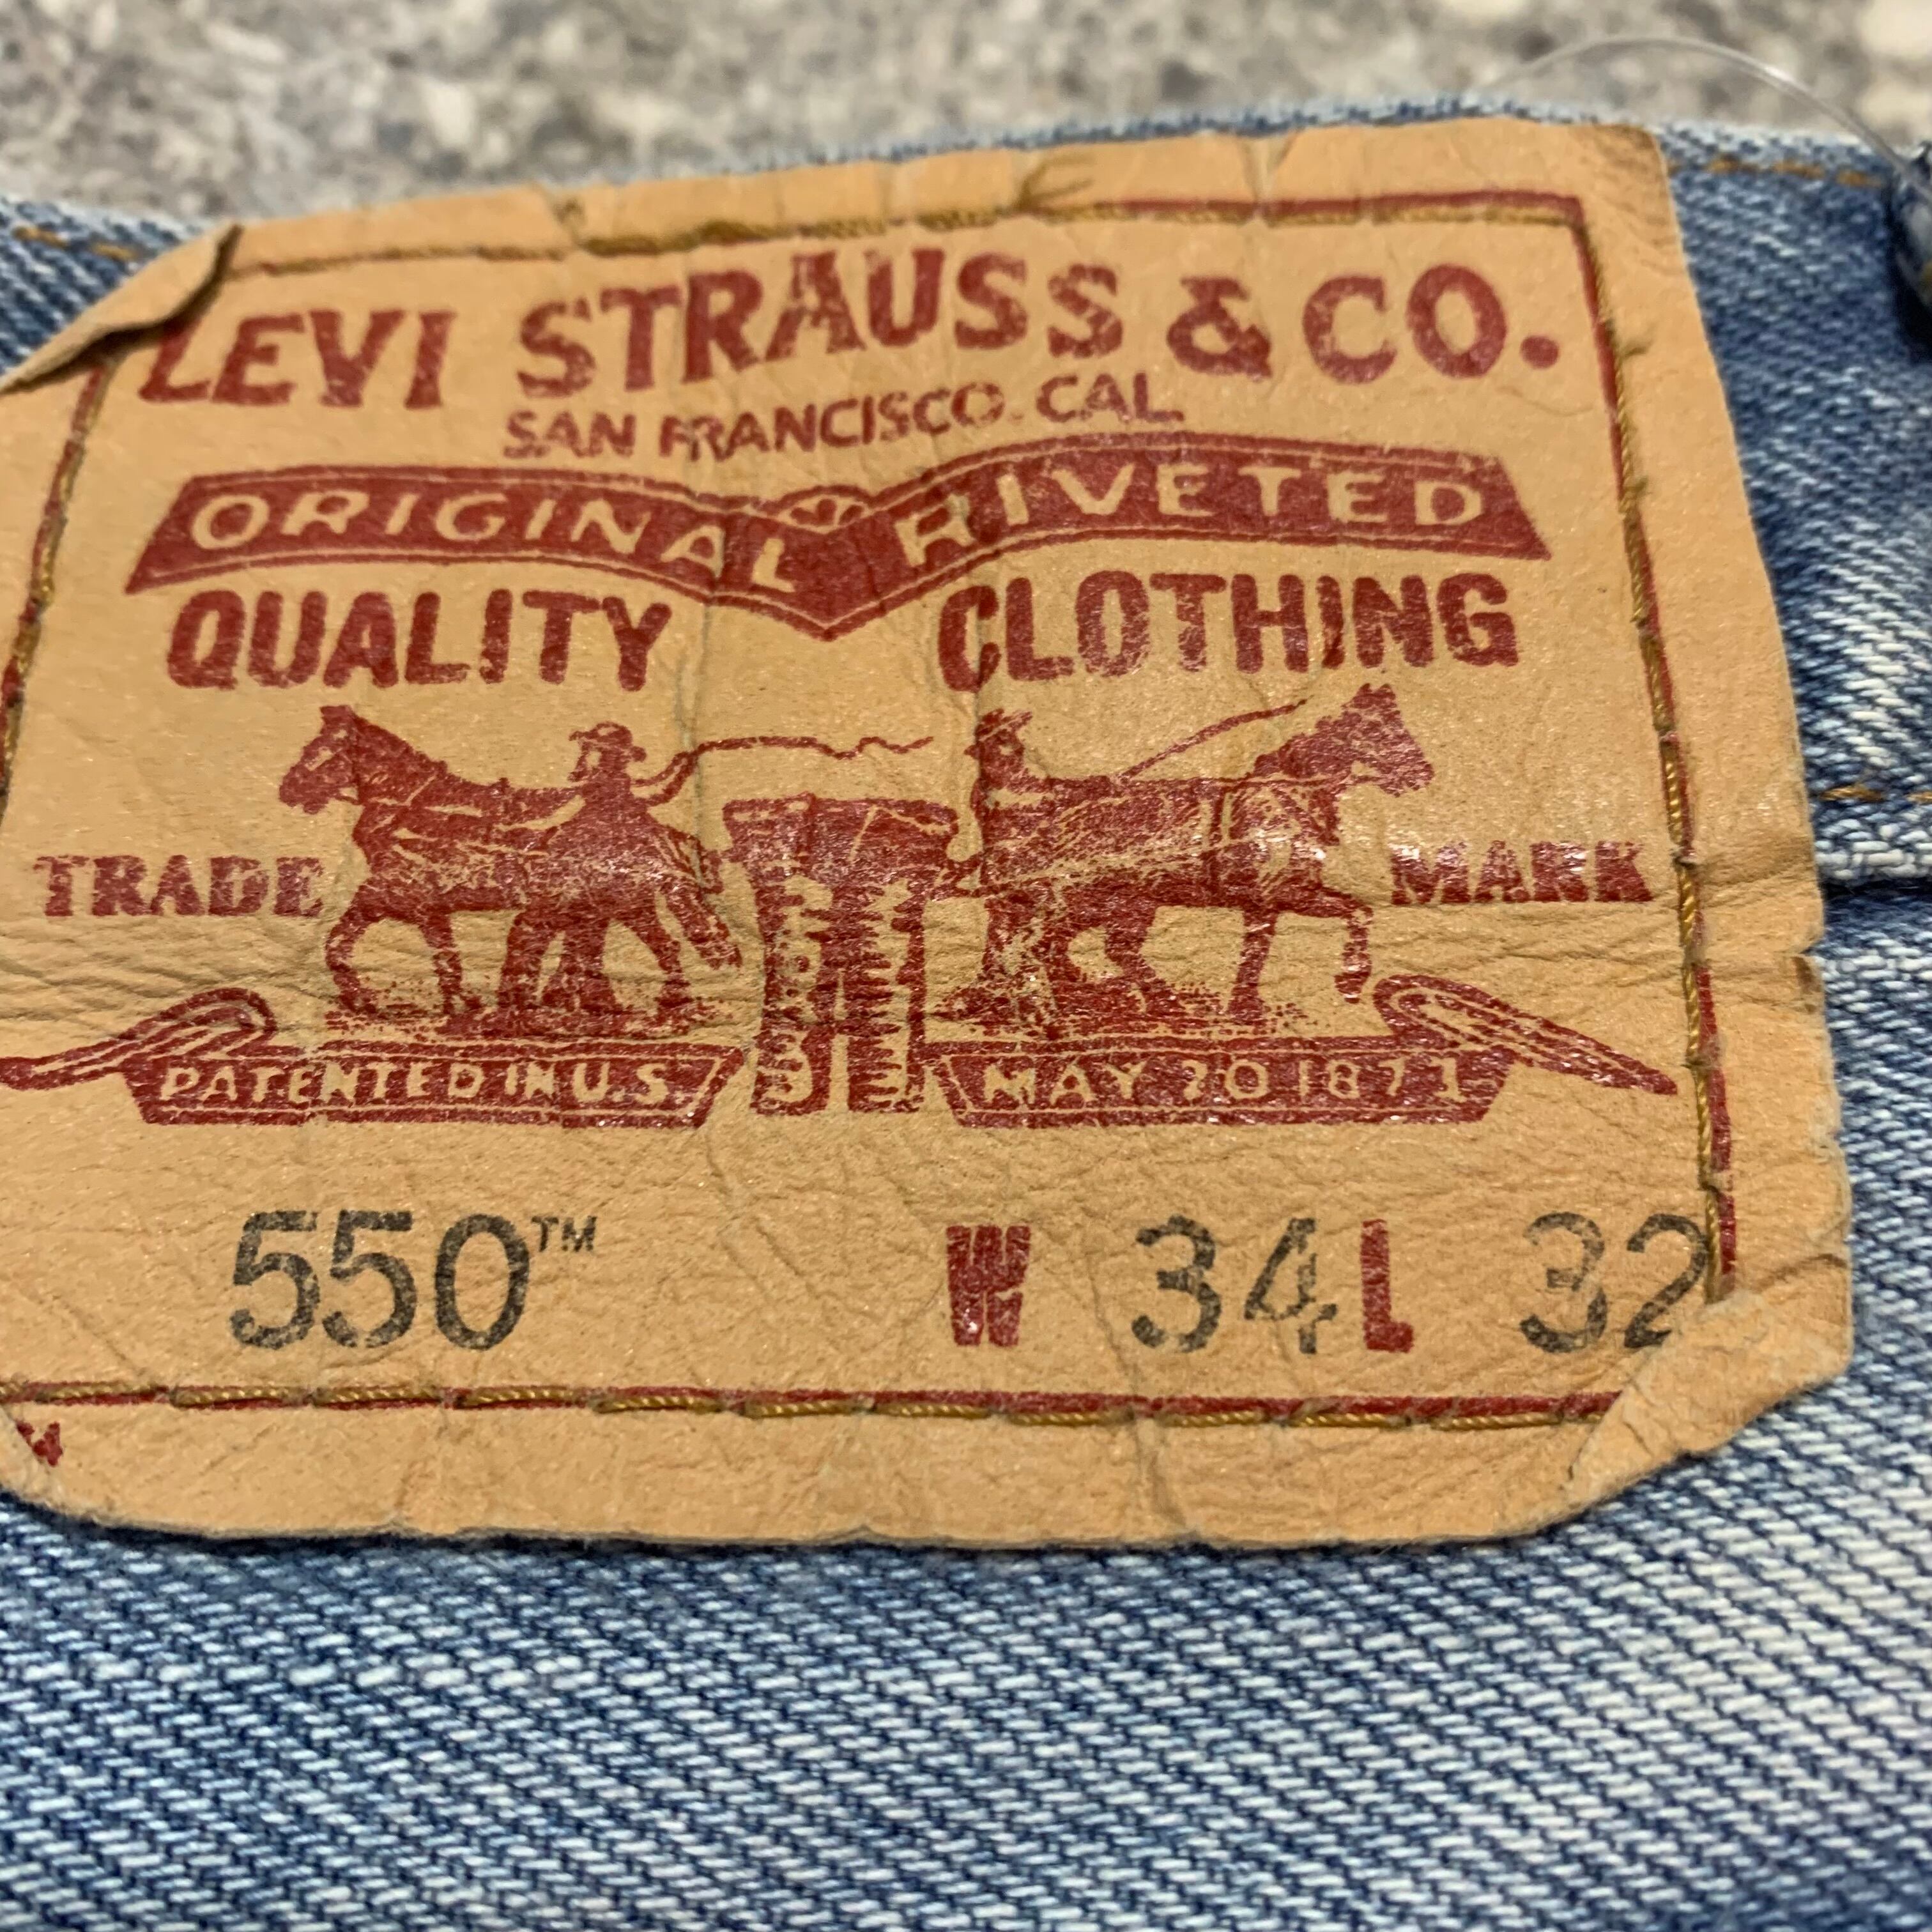 LEVI STRAUSS & CO.
SAN FRANCISCO. CAL.
ORIGINAL RIVETED
QUALITY CLOTHING
TRADE MARK
PATENTED IN U.S. MAY 20 1871
550™ W 34 L 32